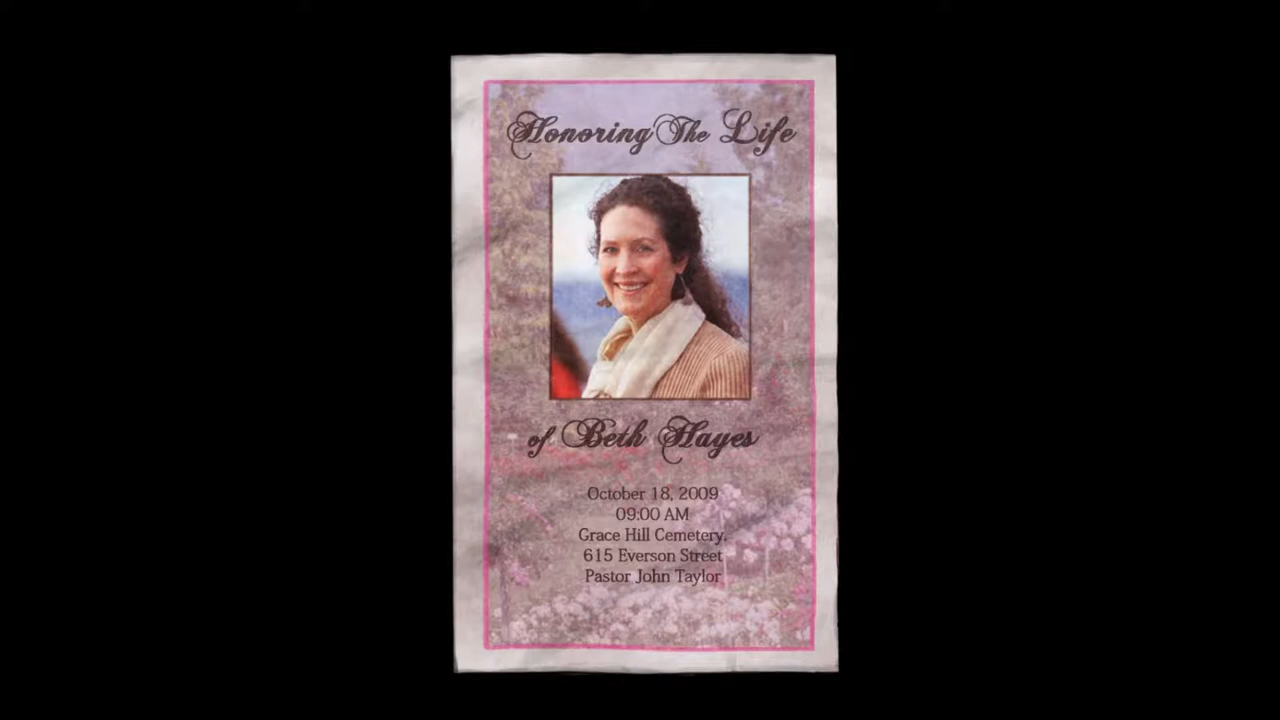 Honoring The Life
of Beth Hayes
October 18, 2009
09:00 AM
Grace Hill Cemetery.
615 Everson Street
Pastor John Taylor